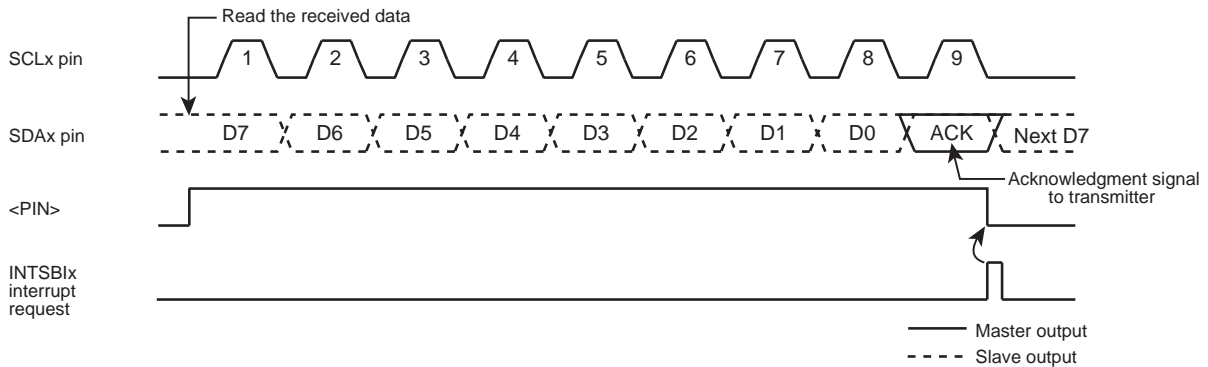 Read the received data
SCLx pin
1 2 3 4 5 6 7 8 9
SDAx pin
D7 D6 D5 D4 D3 D2 D1 D0 ACK Next D7
Acknowledgment signal
to transmitter
<PIN>
INTSBIx
interrupt
request
Master output
Slave output